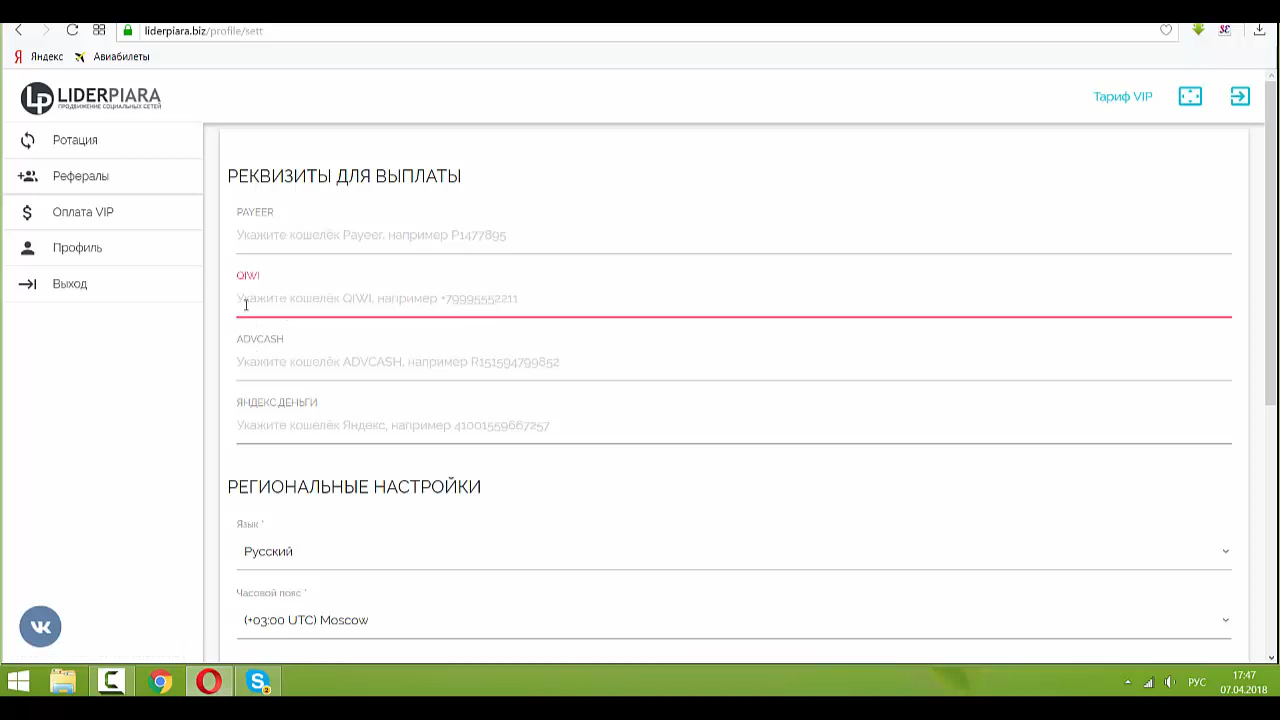 liderpiara.biz/profile/sett
Яндекс
Авиабилеты
LIDERPIARA
ПРОДВИЖЕНИЕ СОЦИАЛЬНЫХ СЕТЕЙ
Тариф VIP
Ротация
Рефералы
Оплата VIP
Профиль
Выход
РЕКВИЗИТЫ ДЛЯ ВЫПЛАТЫ
PAYEER
Укажите кошелёк Payeer, например P1477895
QIWI
Укажите кошелёк QIWI, например +79995552211
ADVCASH
Укажите кошелёк ADVCASH, например R151594799852
ЯНДЕКС.ДЕНЬГИ
Укажите кошелёк Яндекс, например 41001559667257
РЕГИОНАЛЬНЫЕ НАСТРОЙКИ
Язык *
Русский
Часовой пояс *
(+03:00 UTC) Moscow
РУС
17:47
07.04.2018